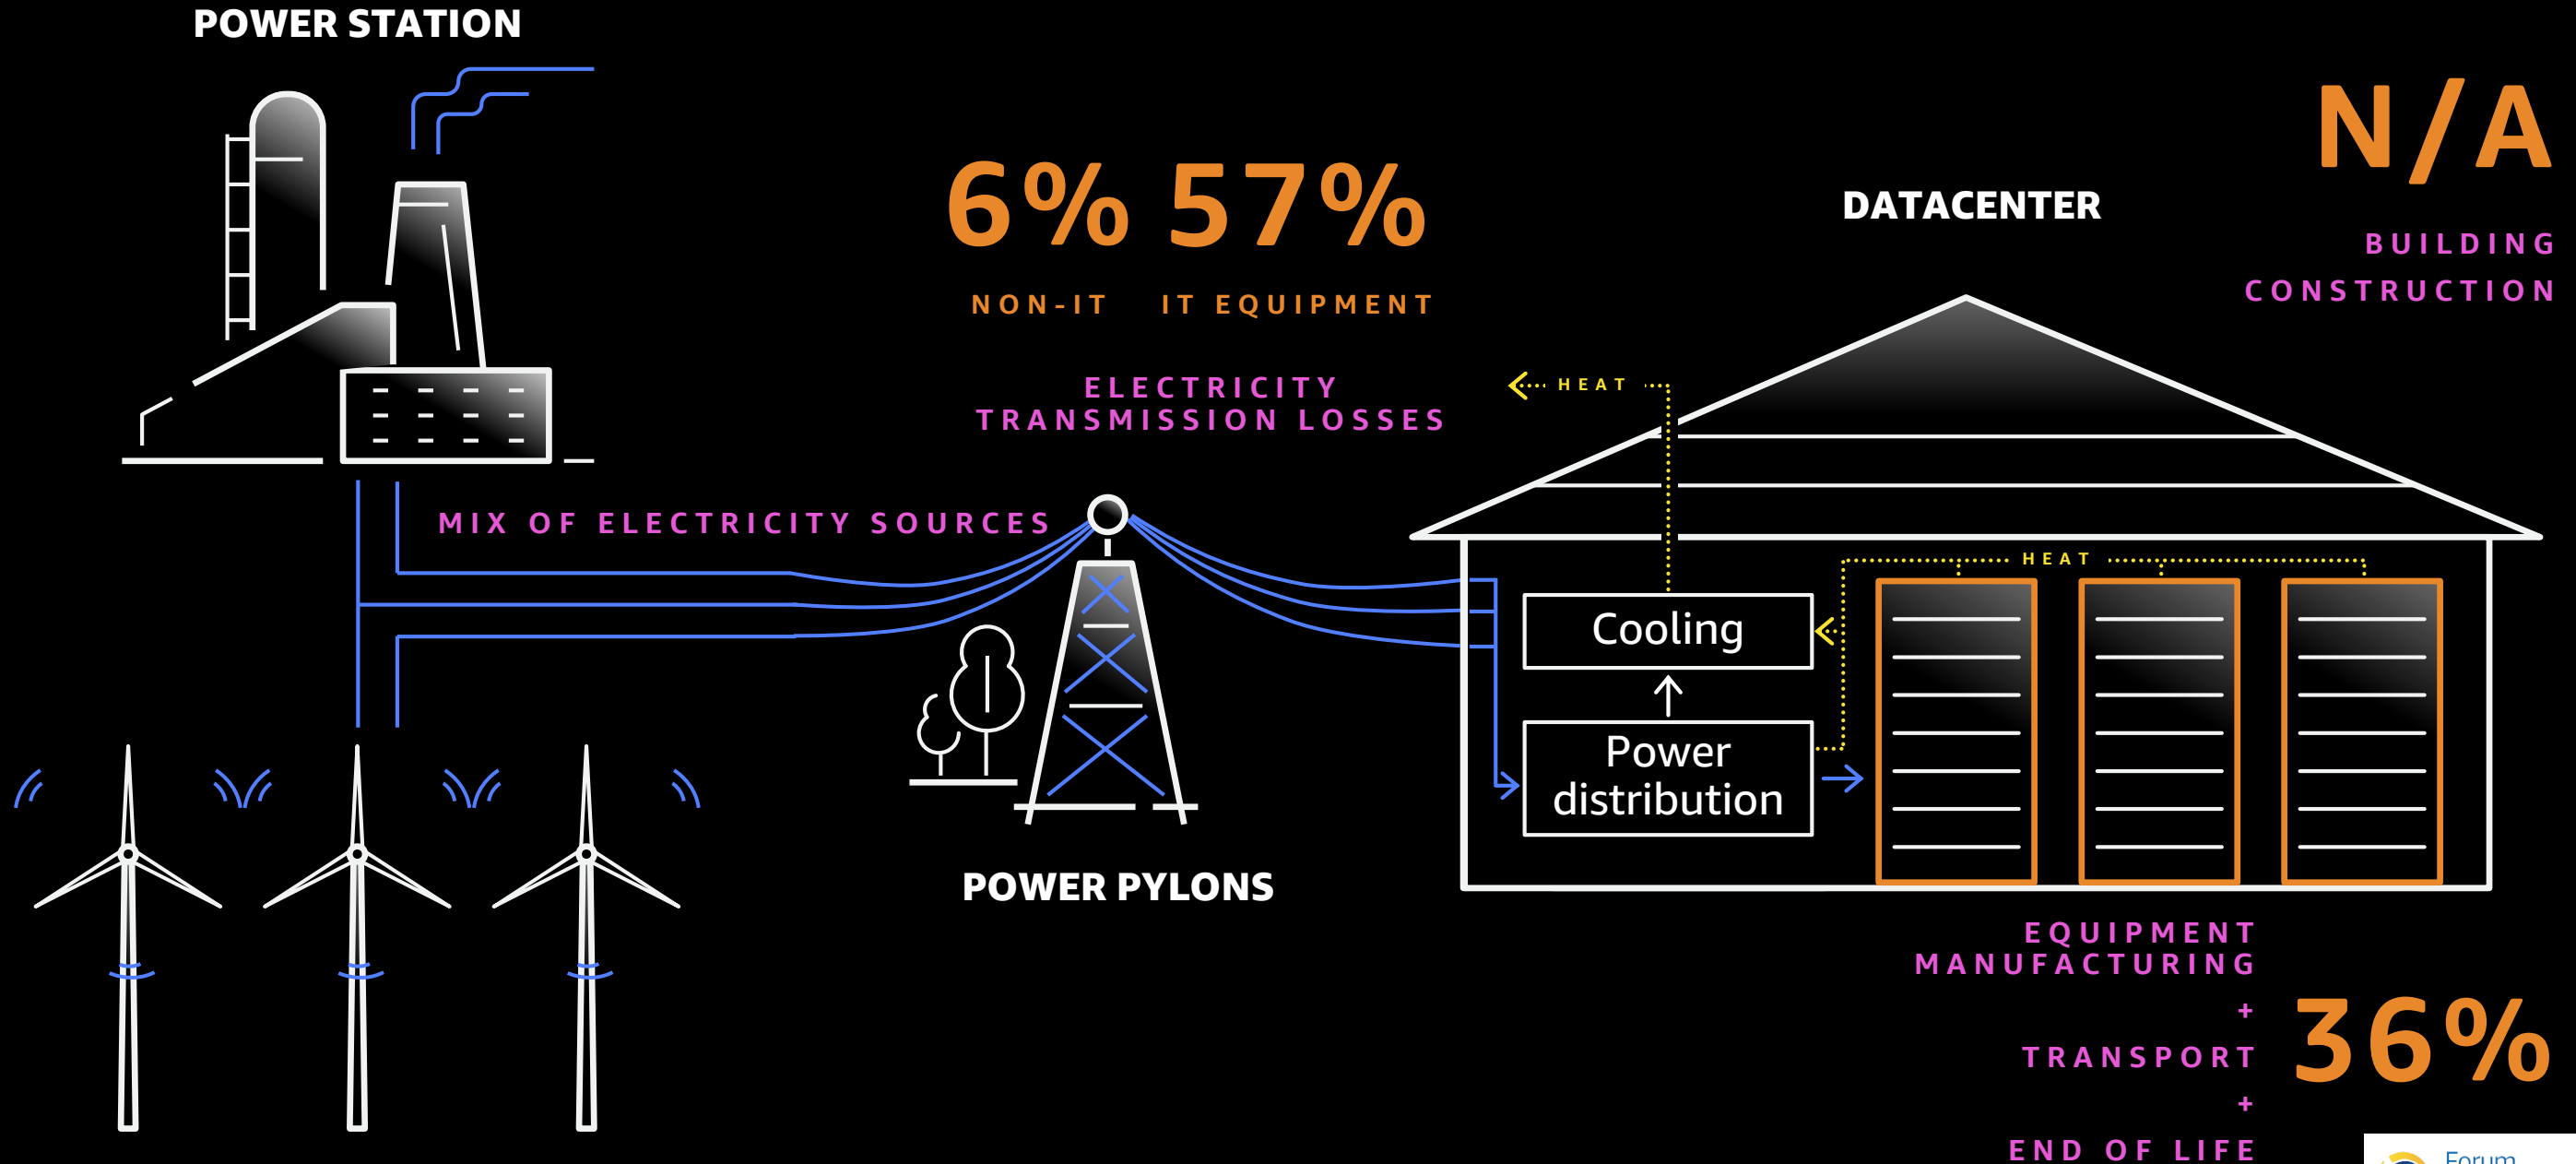 POWER STATION
N/A
6% 57%
DATACENTER
BUILDING
CONSTRUCTION
NON-IT IT EQUIPMENT
ELECTRICITY
TRANSMISSION LOSSES
HEAT
MIX OF ELECTRICITY SOURCES
HEAT
Cooling
Power
distribution
POWER PYLONS
EQUIPMENT
MANUFACTURING
+
TRANSPORT
36%
+
END OF LIFE
Forum